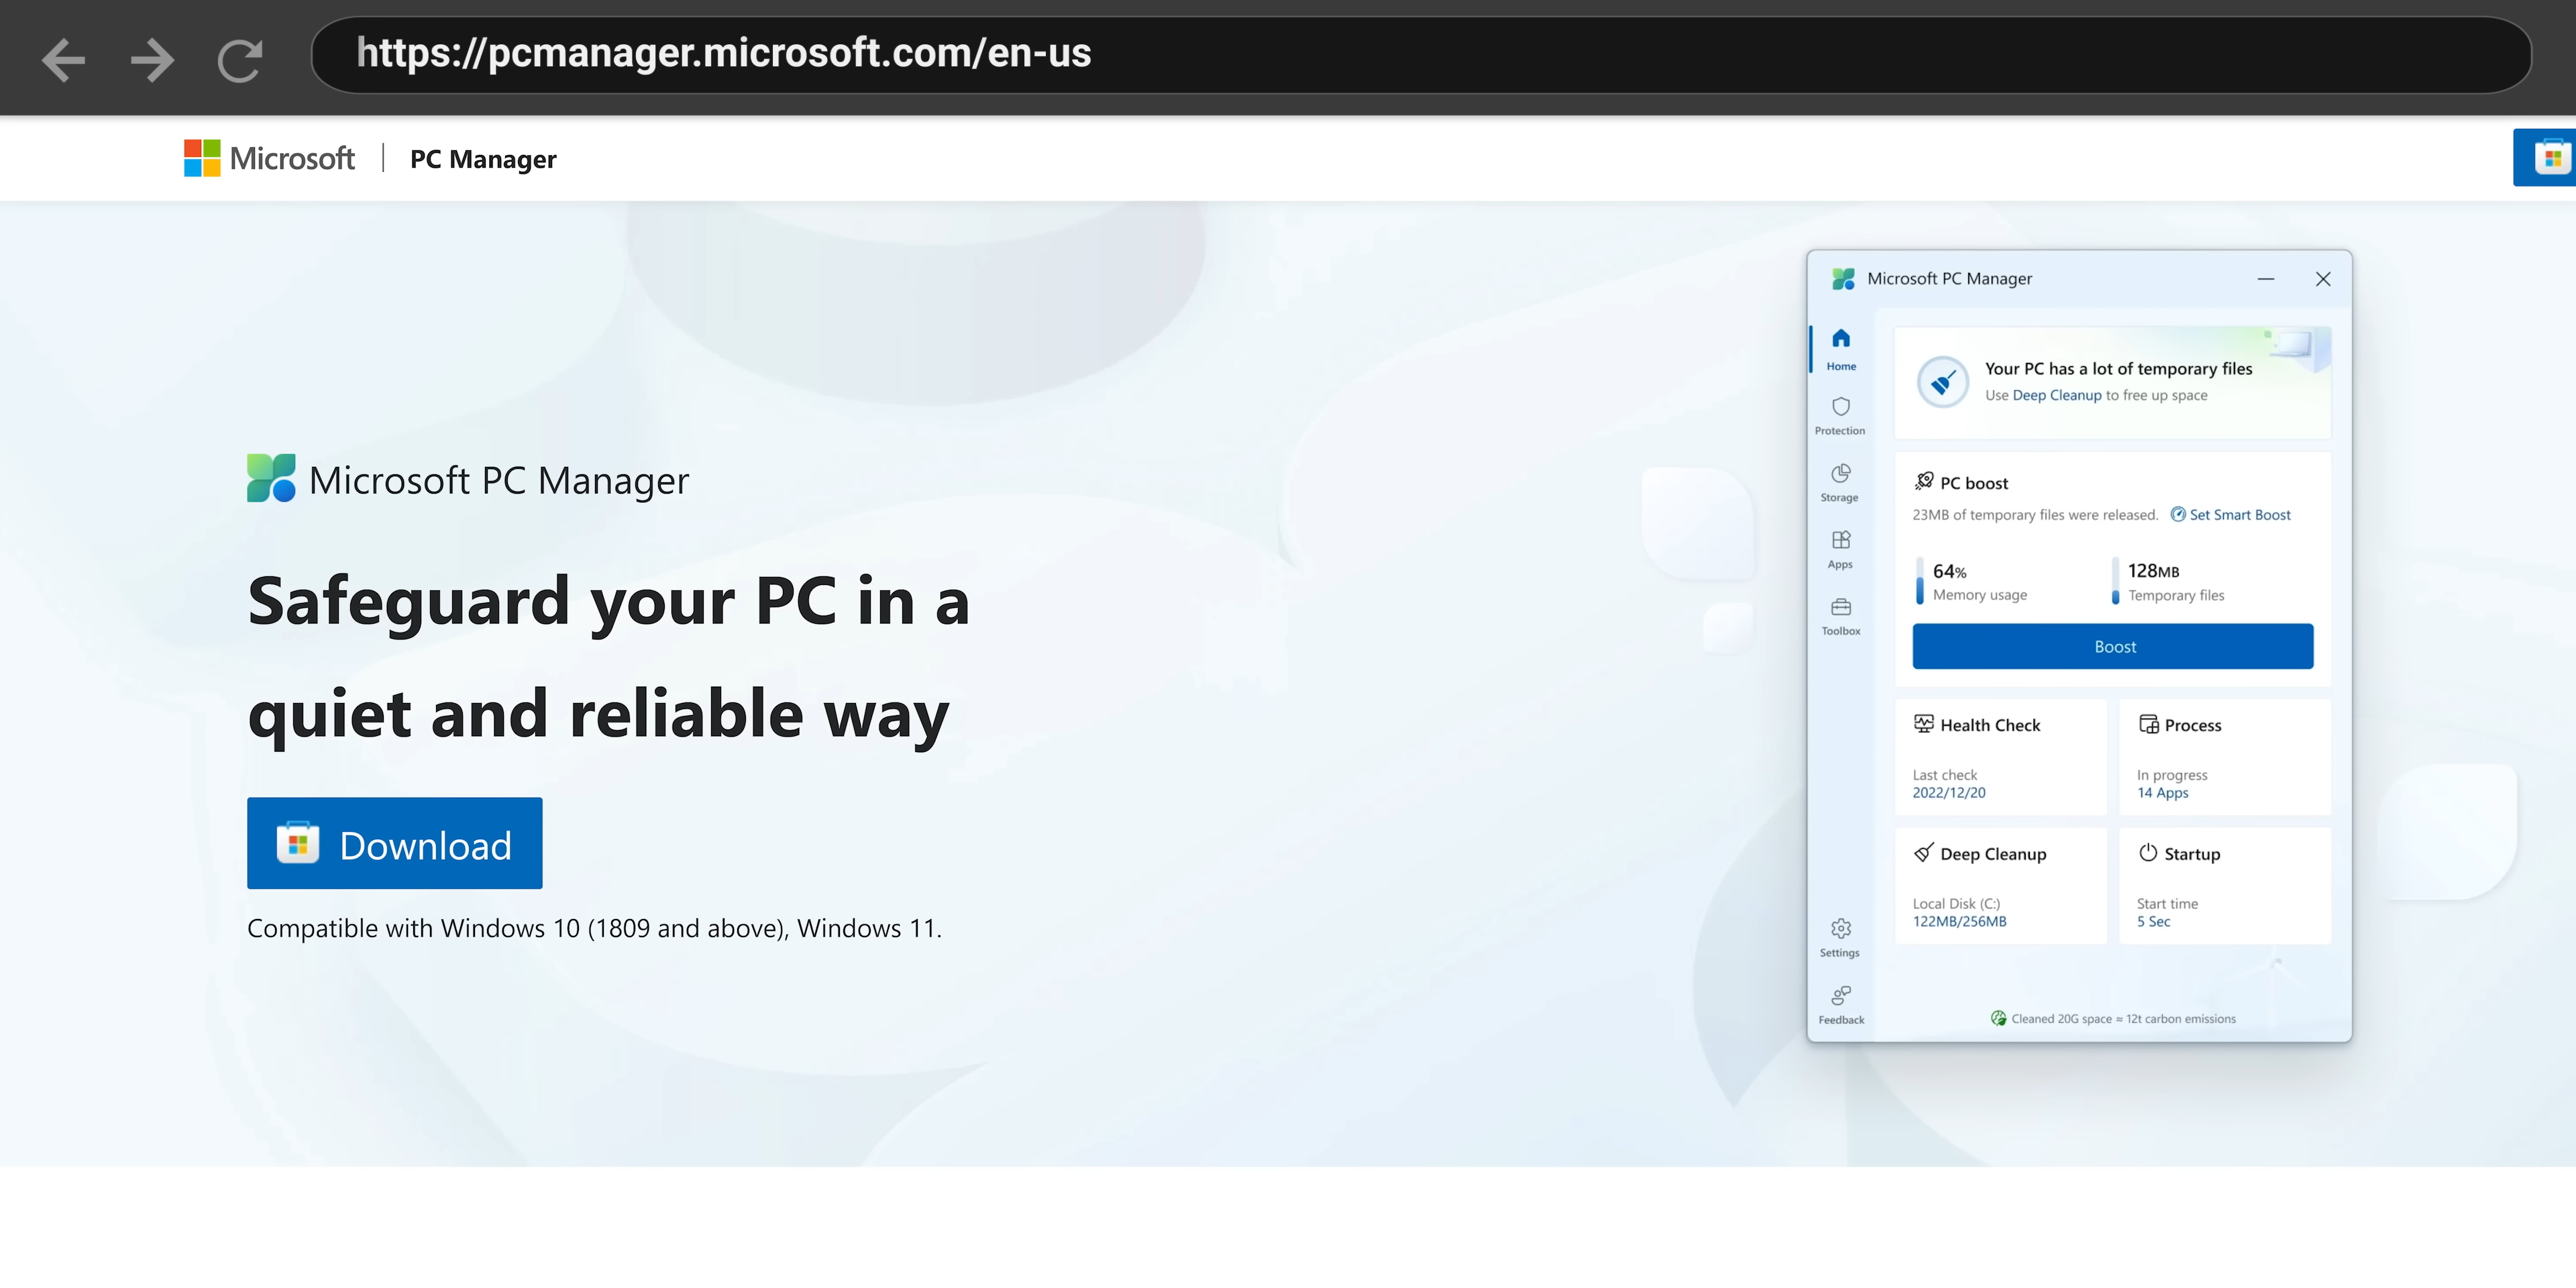 https://pcmanager.microsoft.com/en-us
Microsoft | PC Manager
Microsoft PC Manager
Safeguard your PC in a
quiet and reliable way
Download
Compatible with Windows 10 (1809 and above), Windows 11.
Microsoft PC Manager
Home
Protection
Storage
Apps
Toolbox
Settings
Feedback
Your PC has a lot of temporary files
Use Deep Cleanup to free up space
PC boost
23MB of temporary files were released. Set Smart Boost
64% 128MB
Memory usage Temporary files
Boost
Health Check
Last check
2022/12/20
Process
In progress
14 Apps
Deep Cleanup
Local Disk (C:)
122MB/256MB
Startup
Start time
5 Sec
Cleaned 20G space ≈ 12t carbon emissions